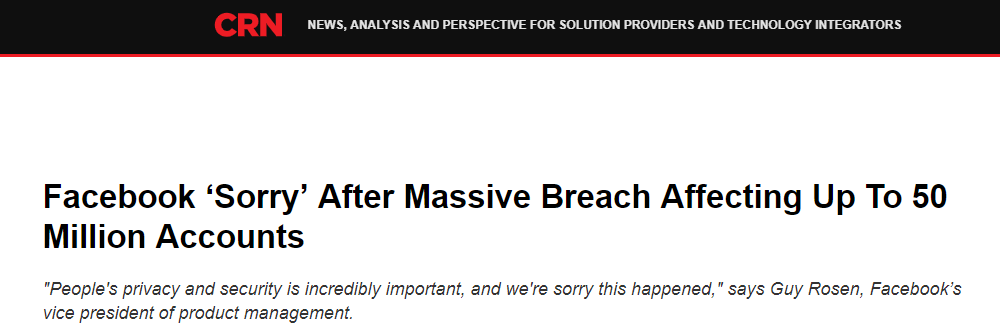 CRN NEWS, ANALYSIS AND PERSPECTIVE FOR SOLUTION PROVIDERS AND TECHNOLOGY INTEGRATORS
Facebook ‘Sorry’ After Massive Breach Affecting Up To 50
Million Accounts
"People's privacy and security is incredibly important, and we're sorry this happened," says Guy Rosen, Facebook’s
vice president of product management.